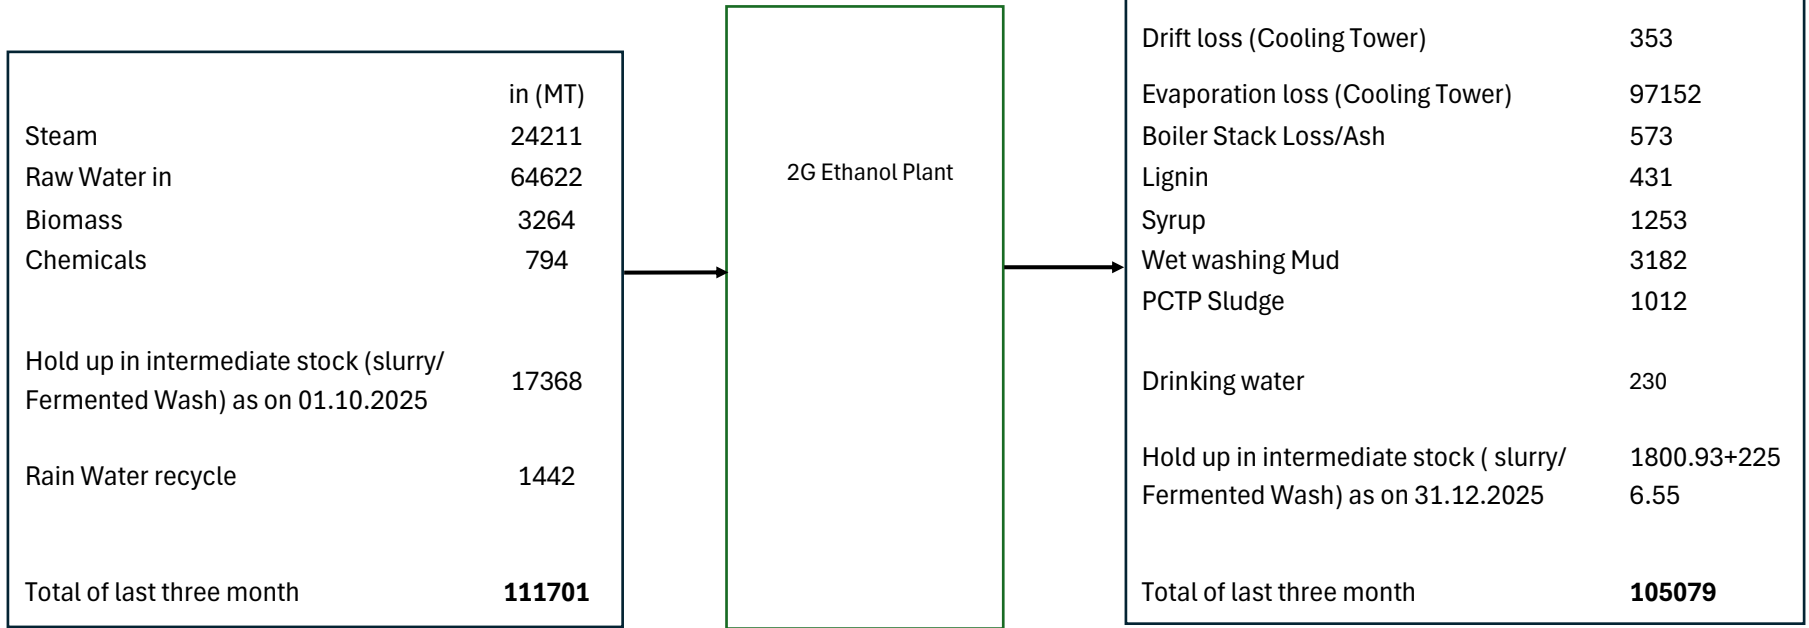 in (MT)
Steam 24211
Raw Water in 64622
Biomass 3264
Chemicals 794
Hold up in intermediate stock (slurry/
Fermented Wash) as on 01.10.2025 17368
Rain Water recycle 1442
Total of last three month 111701
2G Ethanol Plant
Drift loss (Cooling Tower) 353
Evaporation loss (Cooling Tower) 97152
Boiler Stack Loss/Ash 573
Lignin 431
Syrup 1253
Wet washing Mud 3182
PCTP Sludge 1012
Drinking water 230
Hold up in intermediate stock ( slurry/ 1800.93+225
Fermented Wash) as on 31.12.2025 6.55
Total of last three month 105079